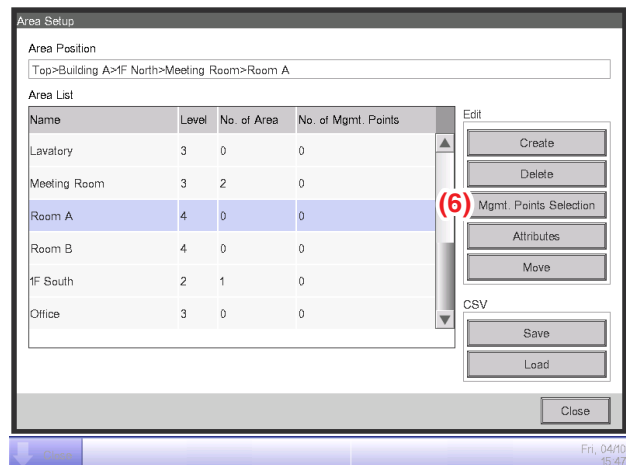 Area Setup
Area Position
Top>Building A>1F North>Meeting Room>Room A
Area List
Name Level No. of Area No. of Mgmt. Points
Lavatory 3 0 0
Meeting Room 3 2 0
Room A 4 0 0
Room B 4 0 0
1F South 2 1 0
Office 3 0 0
Edit
Create
Delete
(6) Mgmt. Points Selection
Attributes
Move
CSV
Save
Load
Close
Fri, 04/10
15:47